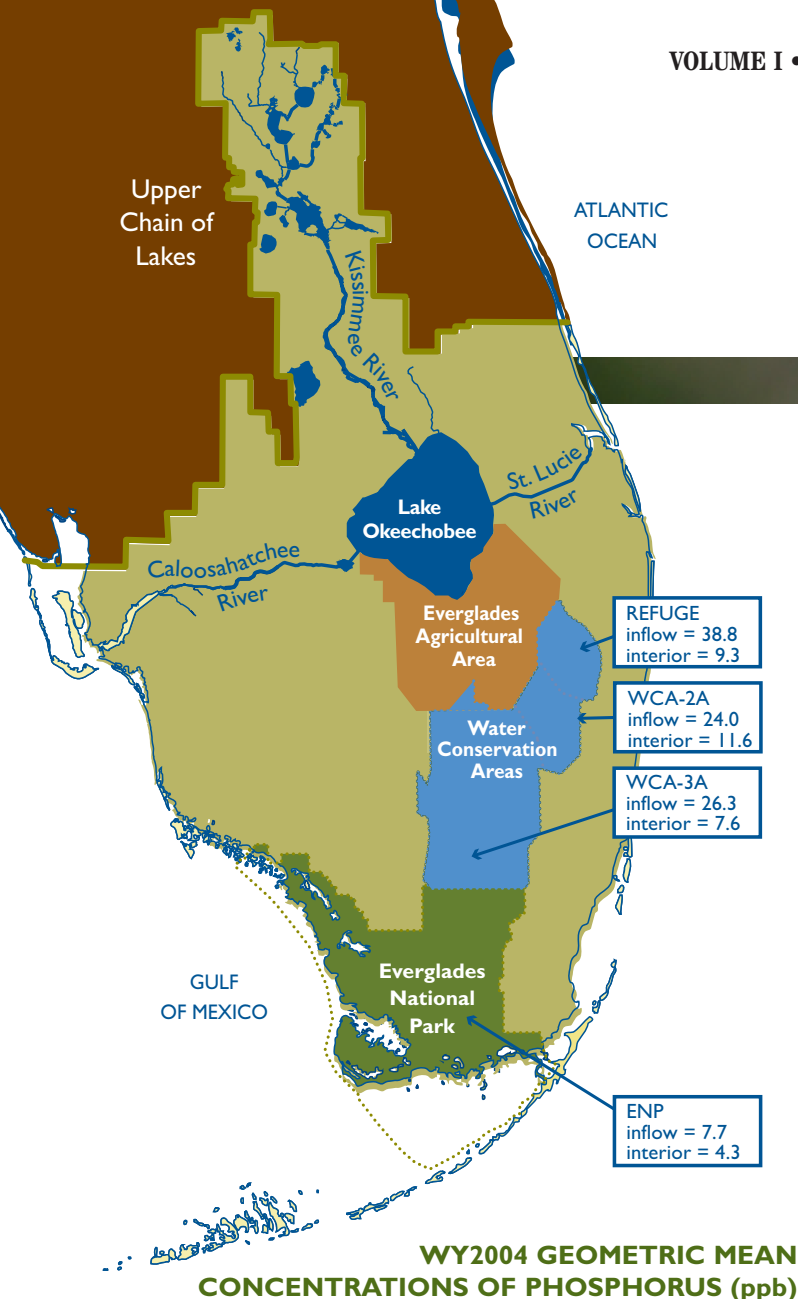 VOLUME I •
Upper
Chain of
Lakes
ATLANTIC
OCEAN
Kissimmee River
St. Lucie
River
Lake
Okeechobee
Caloosahatchee
River
Everglades
Agricultural
Area
REFUGE
inflow = 38.8
interior = 9.3
WCA-2A
inflow = 24.0
interior = 11.6
Water
Conservation
Areas
WCA-3A
inflow = 26.3
interior = 7.6
GULF
OF MEXICO
Everglades
National
Park
ENP
inflow = 7.7
interior = 4.3
WY2004 GEOMETRIC MEAN
CONCENTRATIONS OF PHOSPHORUS (ppb)